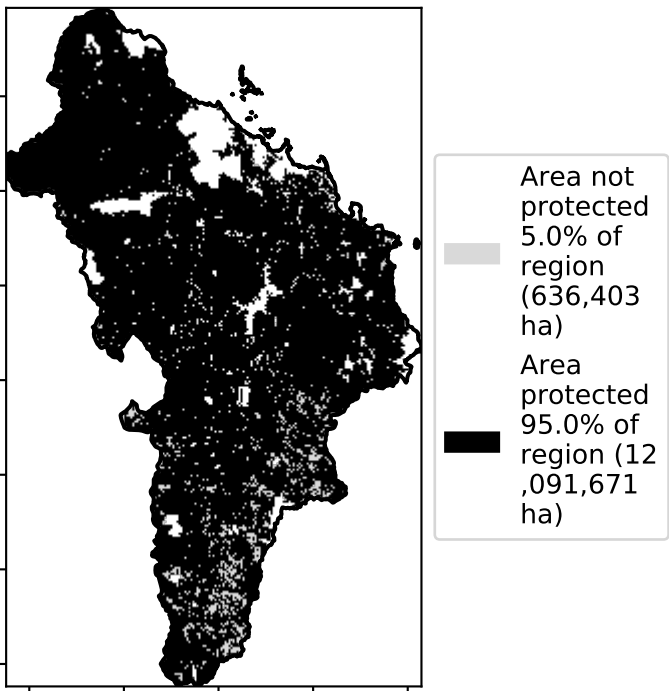 Area not
protected
5.0% of
region
(636,403
ha)
Area
protected
95.0% of
region (12
,091,671
ha)